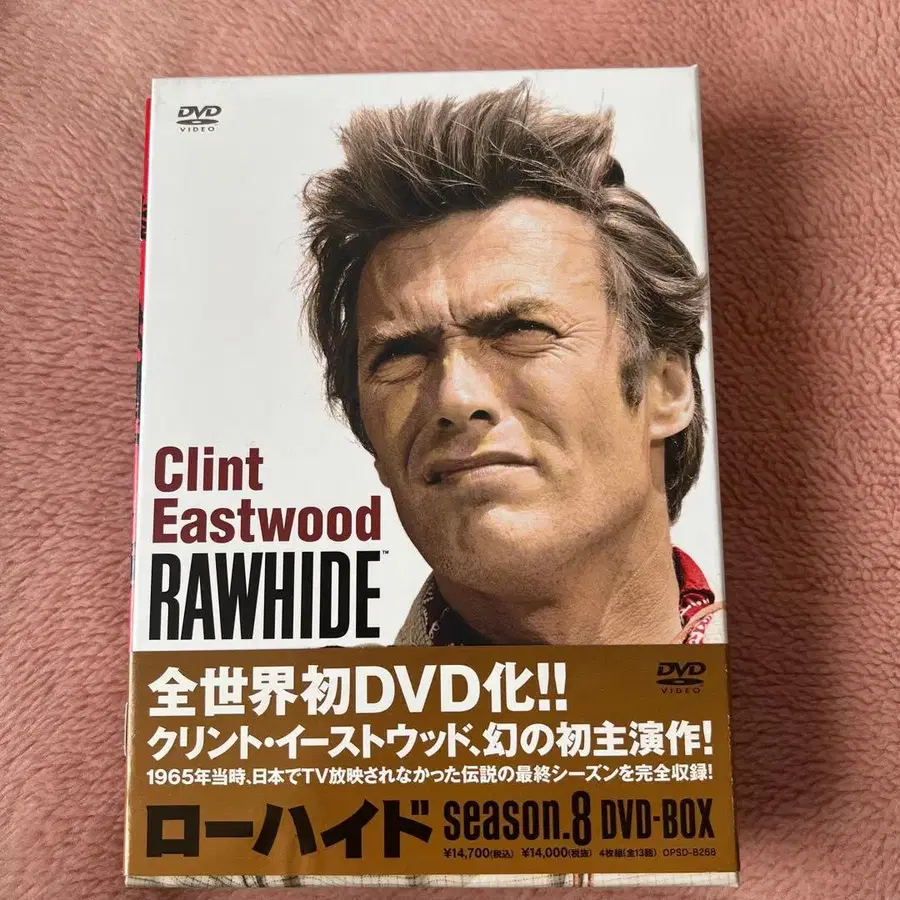 DVD
VIDEO
Clint
Eastwood
RAWHIDE™
全世界初DVD化!!
DVD
VIDEO
クリント・イーストウッド、幻の初主演作!
1965年当時、日本でTV放映されなかった伝説の最終シーズンを完全収録!
ローハイド season.8 DVD-BOX
¥14,700(税込) ¥14,000(税抜) 4枚組(全13話) OPSD-B268